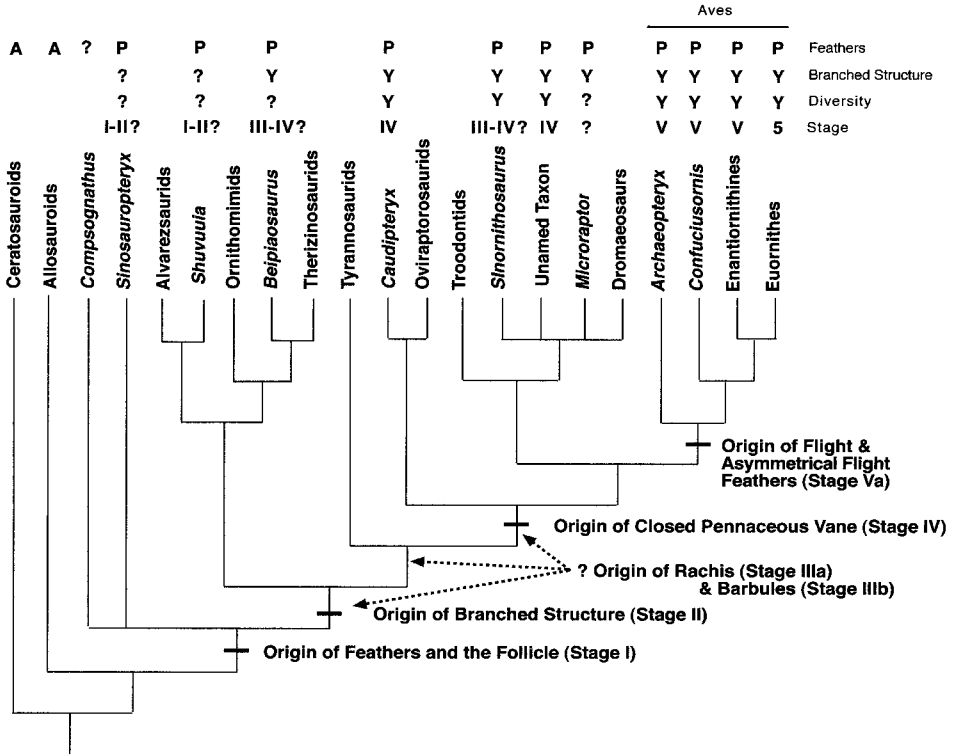 Aves
A A ? P P P P P P P P P P P Feathers
? ? Y Y Y Y Y Y Y Y Y Branched Structure
? ? ? Y Y Y ? Y Y Y Y Diversity
I-II? I-II? III-IV? IV III-IV? IV ? V V V 5 Stage
Ceratosauroids
Allosauroids
Compsognathus
Sinosauropteryx
Alvarezsaurids
Shuvuuia
Ornithomimids
Beipiaosaurus
Therizinosaurids
Tyrannosaurids
Caudipteryx
Oviraptorosaurids
Troodontids
SInornithosaurus
Unamed Taxon
Microraptor
Dromaeosaurs
Archaeopteryx
Confuciusornis
Enantiornithines
Euornithes
Origin of Flight &
Asymmetrical Flight
Feathers (Stage Va)
Origin of Closed Pennaceous Vane (Stage IV)
? Origin of Rachis (Stage IIIa)
& Barbules (Stage IIIb)
Origin of Branched Structure (Stage II)
Origin of Feathers and the Follicle (Stage I)